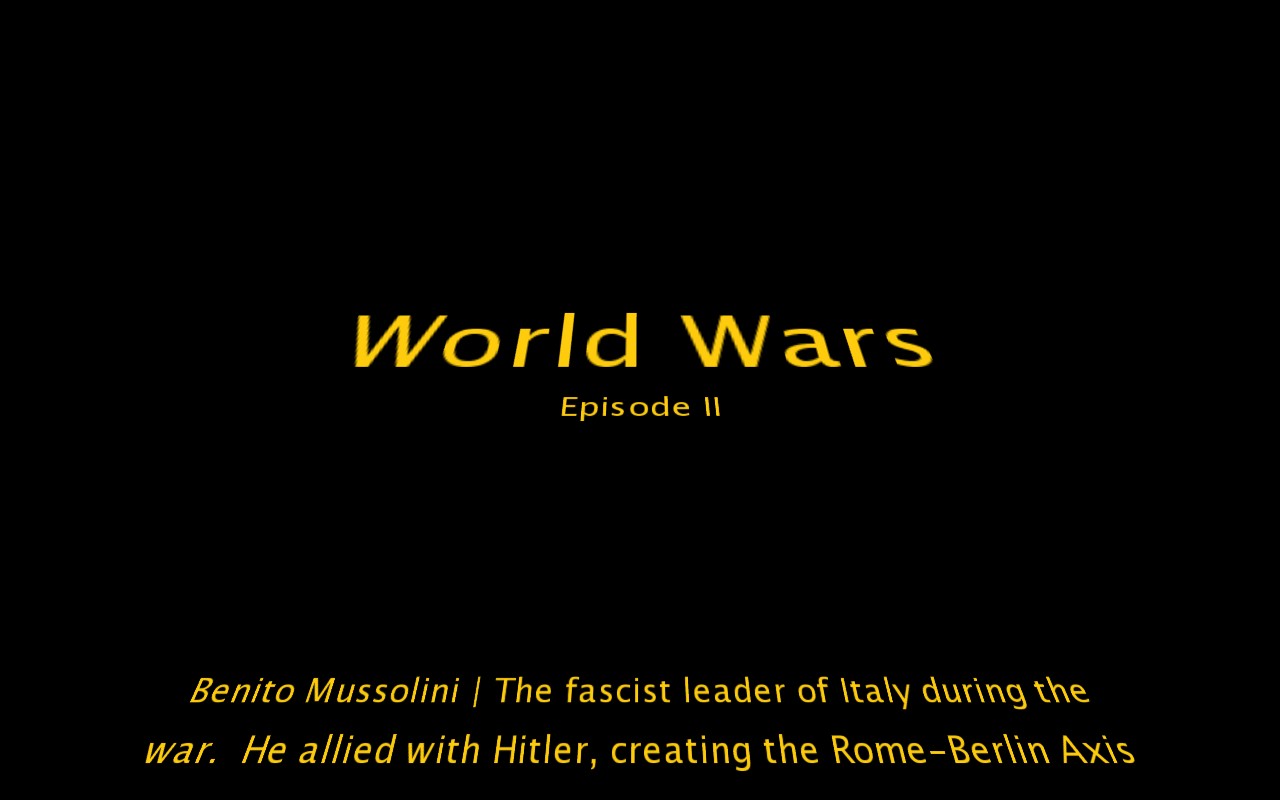 World Wars
Episode II
Benito Mussolini | The fascist leader of Italy during the
war.  He allied with Hitler, creating the Rome-Berlin Axis